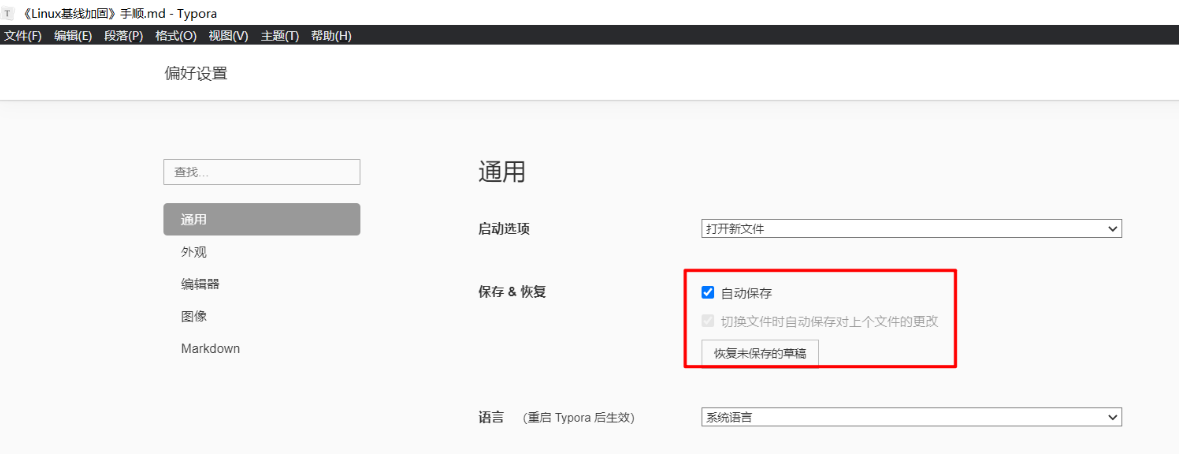 T 《Linux基线加固》手顺.md - Typora
文件(F) 编辑(E) 段落(P) 格式(O) 视图(V) 主题(T) 帮助(H)
偏好设置
查找...
通用
外观
编辑器
图像
Markdown
通用
启动选项
打开新文件
保存 & 恢复
自动保存
切换文件时自动保存对上个文件的更改
恢复未保存的草稿
语言 (重启 Typora 后生效)
系统语言